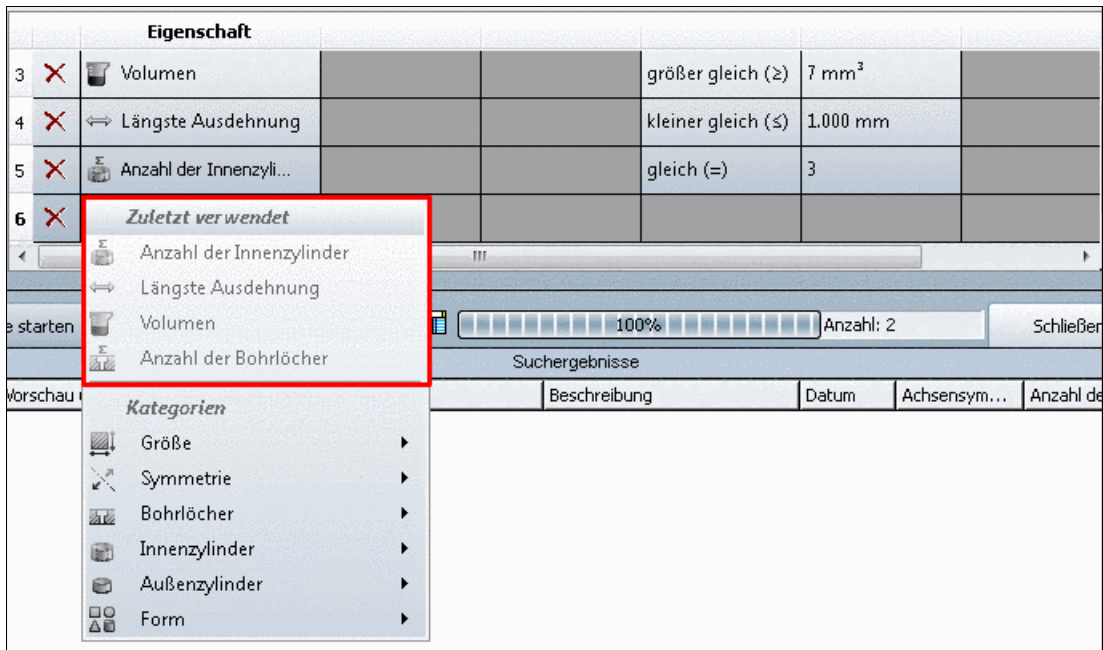 Eigenschaft
3 Volumen größer gleich (≥) 7 mm³
4 Längste Ausdehnung kleiner gleich (≤) 1.000 mm
5 Anzahl der Innenzyli... gleich (=) 3
6
Zuletzt verwendet
Anzahl der Innenzylinder
Längste Ausdehnung
Volumen
Anzahl der Bohrlöcher
e starten 100% Anzahl: 2 Schließen
Suchergebnisse
Vorschau Beschreibung Datum Achsensym... Anzahl de
Kategorien
Größe
Symmetrie
Bohrlöcher
Innenzylinder
Außenzylinder
Form